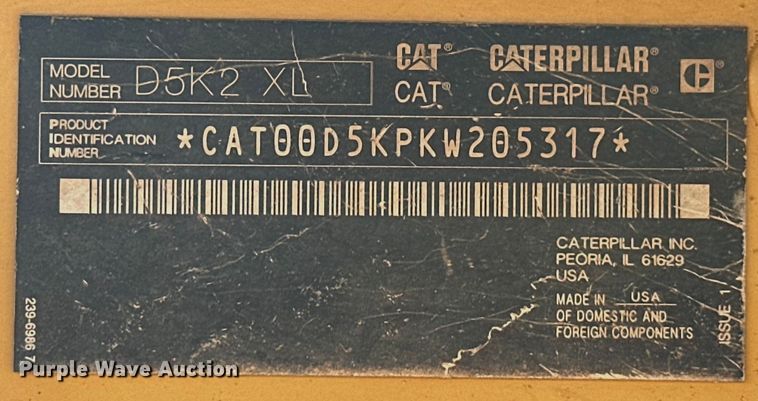 MODEL NUMBER D5K2 XL
CAT® CATERPILLAR® C
CAT® CATERPILLAR®
PRODUCT IDENTIFICATION NUMBER *CAT00D5KPKW205317*
CATERPILLAR INC.
PEORIA, IL 61629
USA
MADE IN USA
OF DOMESTIC AND
FOREIGN COMPONENTS
239-6986 7
ISSUE 1
Purple Wave Auction